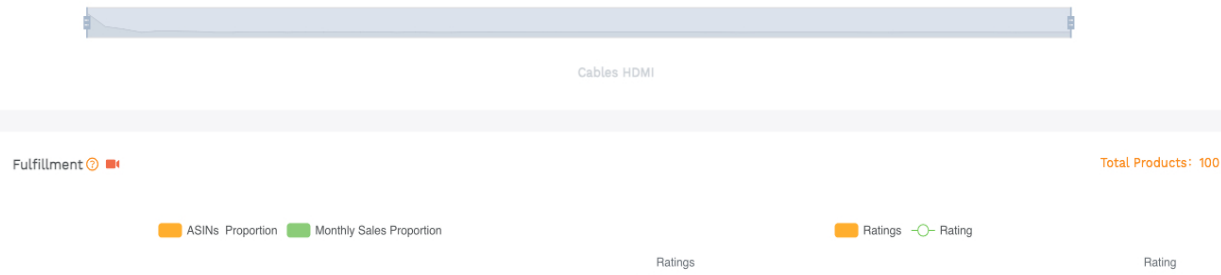 Cables HDMI
Fulfillment ?
Total Products: 100
ASINs Proportion Monthly Sales Proportion
Ratings Rating
Ratings Rating